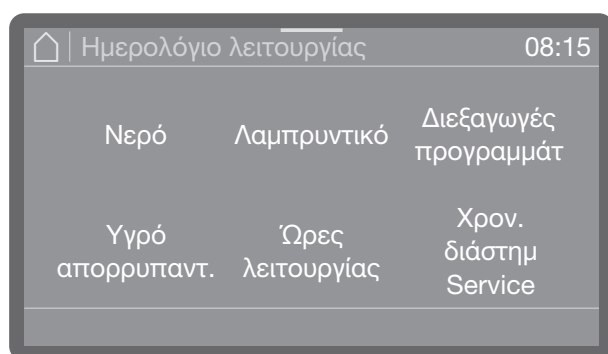 Ημερολόγιο λειτουργίας 08:15
Νερό Λαμπρυντικό Διεξαγωγές
προγραμμάτ
Υγρό
απορρυπαντ. Ώρες
λειτουργίας Χρον.
διάστημ
Service